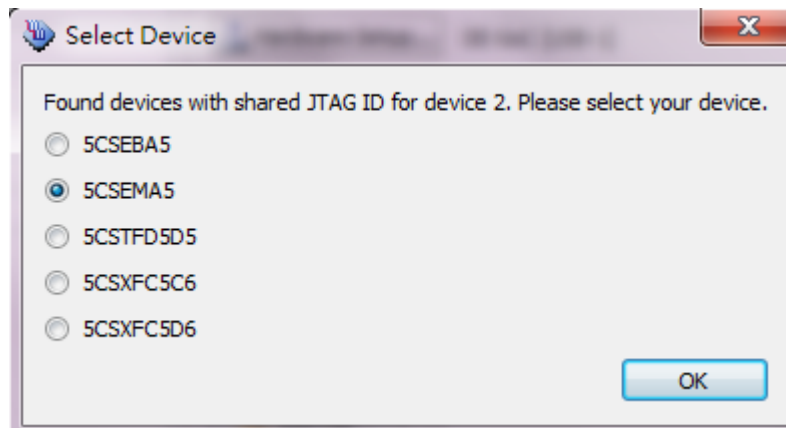 Select Device
Found devices with shared JTAG ID for device 2. Please select your device.
5CSEBA5
5CSEMA5
5CSTFD5D5
5CSXFC5C6
5CSXFC5D6
OK